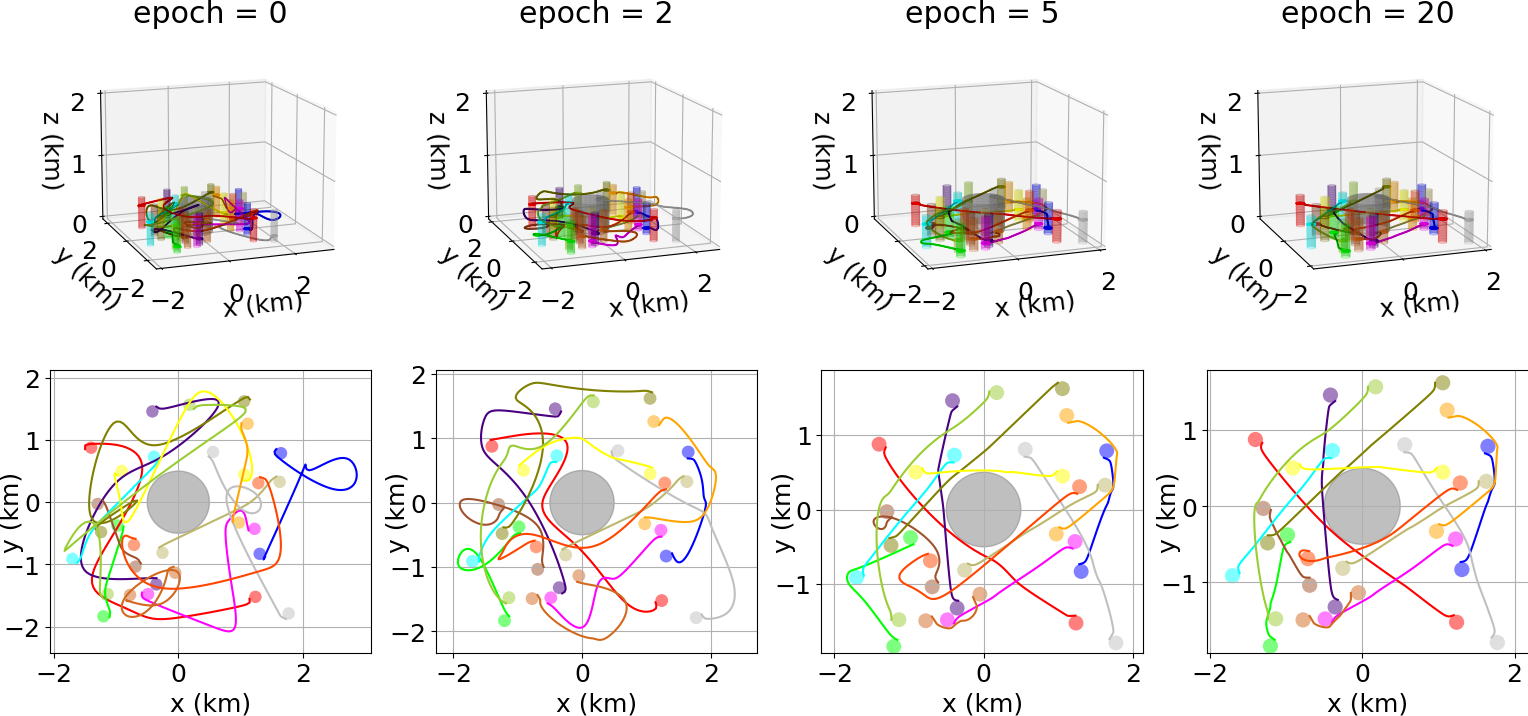 epoch = 0 epoch = 2 epoch = 5 epoch = 20
2 2 2 2
z (km) z (km) z (km) z (km)
1 1 1 1
0 0 0 0
2 2
0 0 0 0
y (km) y (km) y (km) y (km)
−2 −2 −2 −2
−2 0 2 −2 0 2 −2 0 2 0 2
x (km) x (km) x (km) x (km)
2 2
1 1 1 1
y (km) y (km) y (km) y (km)
0 0 0 0
−1 −1 −1 −1
−2 −2
−2 0 2 −2 0 2 −2 0 2 −2 0 2
x (km) x (km) x (km) x (km)